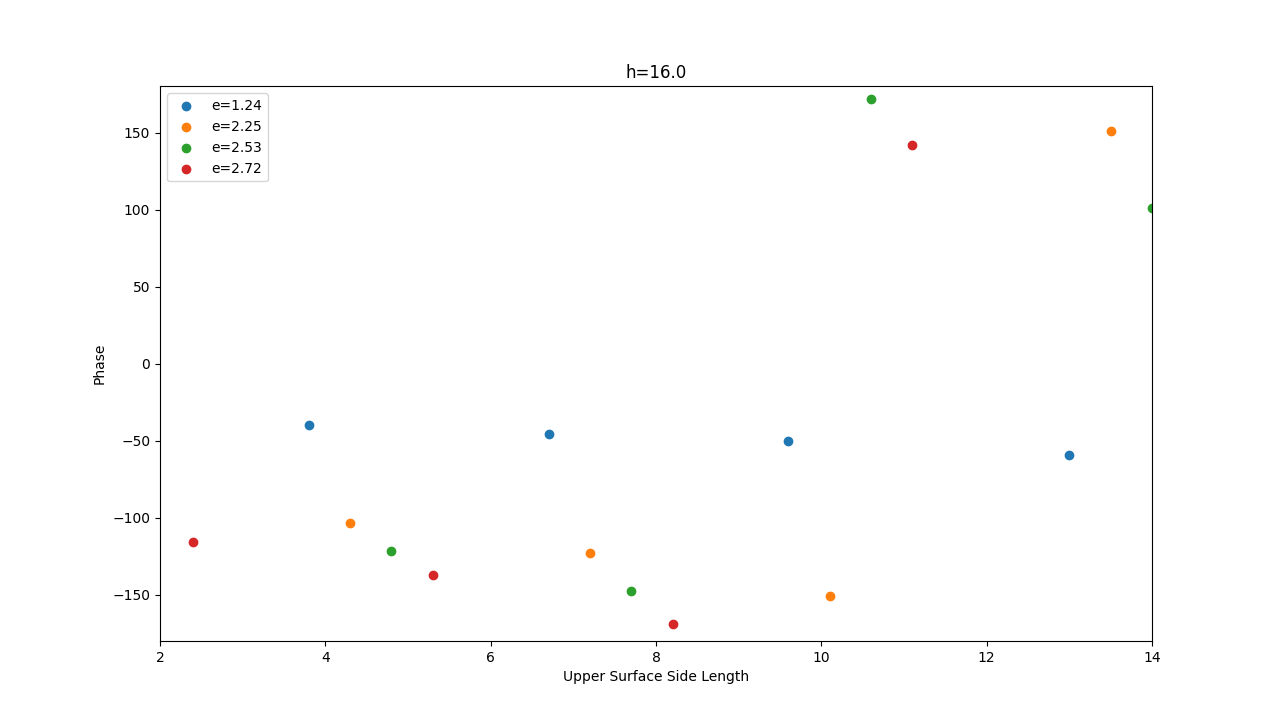 h=16.0
e=1.24
e=2.25
e=2.53
e=2.72
150
100
50
0
−50
−100
−150
Phase
2 4 6 8 10 12 14
Upper Surface Side Length